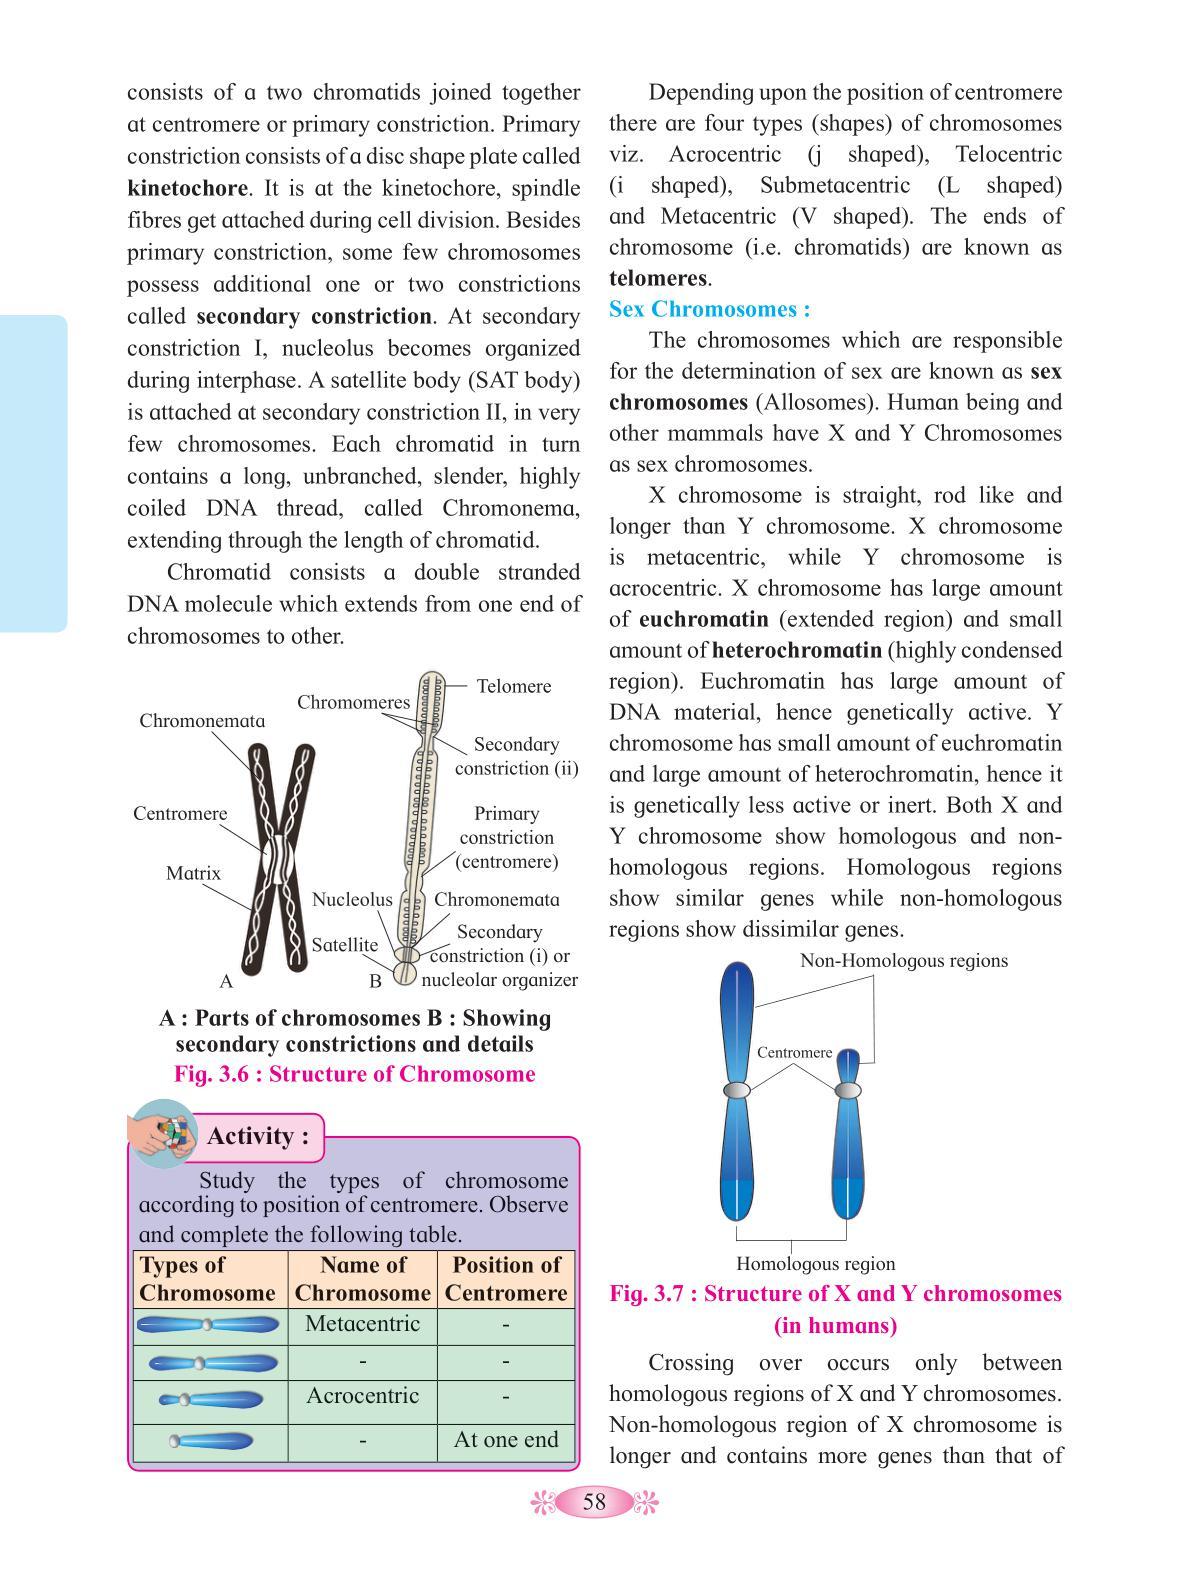 consists of a two chromatids joined together
at centromere or primary constriction. Primary
constriction consists of a disc shape plate called
kinetochore. It is at the kinetochore, spindle
fibres get attached during cell division. Besides
primary constriction, some few chromosomes
possess additional one or two constrictions
called secondary constriction. At secondary
constriction I, nucleolus becomes organized
during interphase. A satellite body (SAT body)
is attached at secondary constriction II, in very
few chromosomes. Each chromatid in turn
contains a long, unbranched, slender, highly
coiled DNA thread, called Chromonema,
extending through the length of chromatid.
Chromatid consists a double stranded
DNA molecule which extends from one end of
chromosomes to other.
Chromonemata
Centromere
Matrix
A
Chromomeres
Telomere
Secondary
constriction (ii)
Primary
constriction
(centromere)
Nucleolus
Chromonemata
Satellite
Secondary
constriction (i) or
nucleolar organizer
B
A : Parts of chromosomes B : Showing
secondary constrictions and details
Fig. 3.6 : Structure of Chromosome
Activity :
Study the types of chromosome
according to position of centromere. Observe
and complete the following table.
Types of Chromosome Name of Chromosome Position of Centromere
Metacentric -
- -
Acrocentric -
- At one end
Depending upon the position of centromere
there are four types (shapes) of chromosomes
viz. Acrocentric (j shaped), Telocentric
(i shaped), Submetacentric (L shaped)
and Metacentric (V shaped). The ends of
chromosome (i.e. chromatids) are known as
telomeres.
Sex Chromosomes :
The chromosomes which are responsible
for the determination of sex are known as sex
chromosomes (Allosomes). Human being and
other mammals have X and Y Chromosomes
as sex chromosomes.
X chromosome is straight, rod like and
longer than Y chromosome. X chromosome
is metacentric, while Y chromosome is
acrocentric. X chromosome has large amount
of euchromatin (extended region) and small
amount of heterochromatin (highly condensed
region). Euchromatin has large amount of
DNA material, hence genetically active. Y
chromosome has small amount of euchromatin
and large amount of heterochromatin, hence it
is genetically less active or inert. Both X and
Y chromosome show homologous and non-
homologous regions. Homologous regions
show similar genes while non-homologous
regions show dissimilar genes.
Non-Homologous regions
Centromere
Homologous region
Fig. 3.7 : Structure of X and Y chromosomes
(in humans)
Crossing over occurs only between
homologous regions of X and Y chromosomes.
Non-homologous region of X chromosome is
longer and contains more genes than that of
58